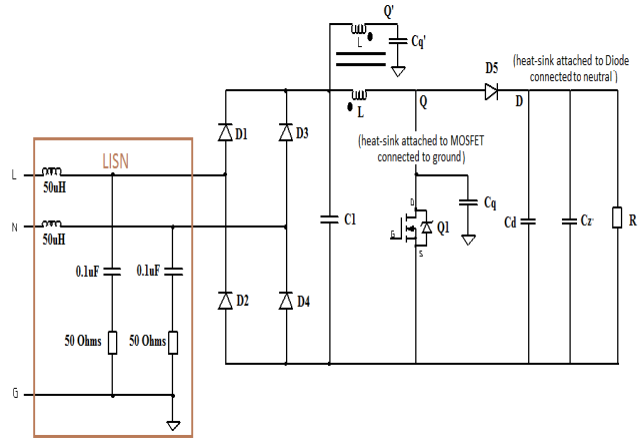 Q'
L
Cq'
D5
(heat-sink attached to Diode
connected to neutral )
L
Q
D
D1
D3
(heat-sink attached to MOSFET
connected to ground )
LISN
L
50uH
N
50uH
C1
D
G
S
Q1
Cq
Cd
Cz
R
0.1uF
0.1uF
D2
D4
50 Ohms
50 Ohms
G